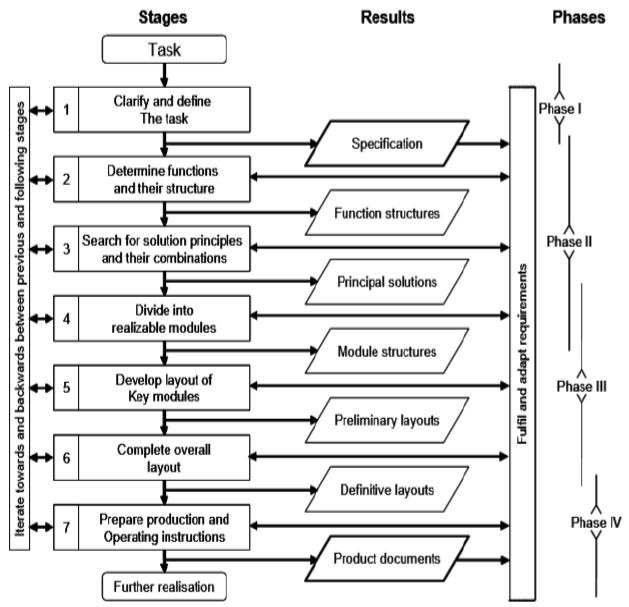 Stages Results Phases
Task
1 Clarify and define
The task
Phase I
Specification
2 Determine functions
and their structure
Function structures
3 Search for solution principles
and their combinations
Phase II
Principal solutions
4 Divide into
realizable modules
Module structures
5 Develop layout of
Key modules
Phase III
Preliminary layouts
6 Complete overall
layout
Definitive layouts
7 Prepare production and
Operating instructions
Phase IV
Product documents
Further realisation
Iterate towards and backwards between previous and following stages
Fulfil and adapt requirements